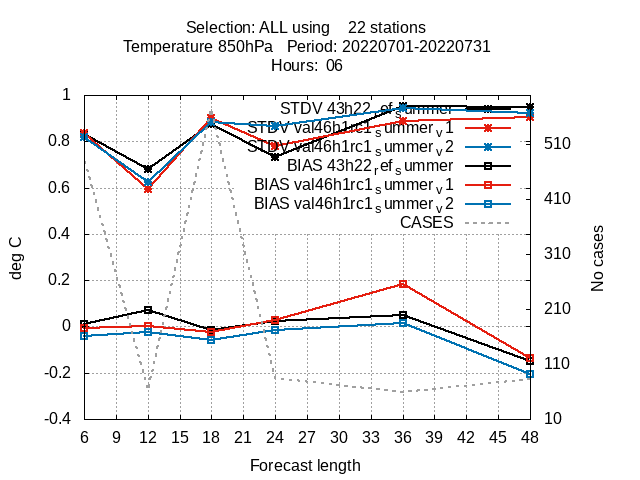 Selection: ALL using 22 stations
Temperature 850hPa Period: 20220701-20220731
Hours: 06
STDV 43h22_ref_summer
STDV val46h1rc1_summer_v1
STDV val46h1rc1_summer_v2
BIAS 43h22_ref_summer
BIAS val46h1rc1_summer_v1
BIAS val46h1rc1_summer_v2
CASES
deg C
1
0.8
0.6
0.4
0.2
0
-0.2
-0.4
No cases
510
410
310
210
110
10
6 9 12 15 18 21 24 27 30 33 36 39 42 45 48
Forecast length